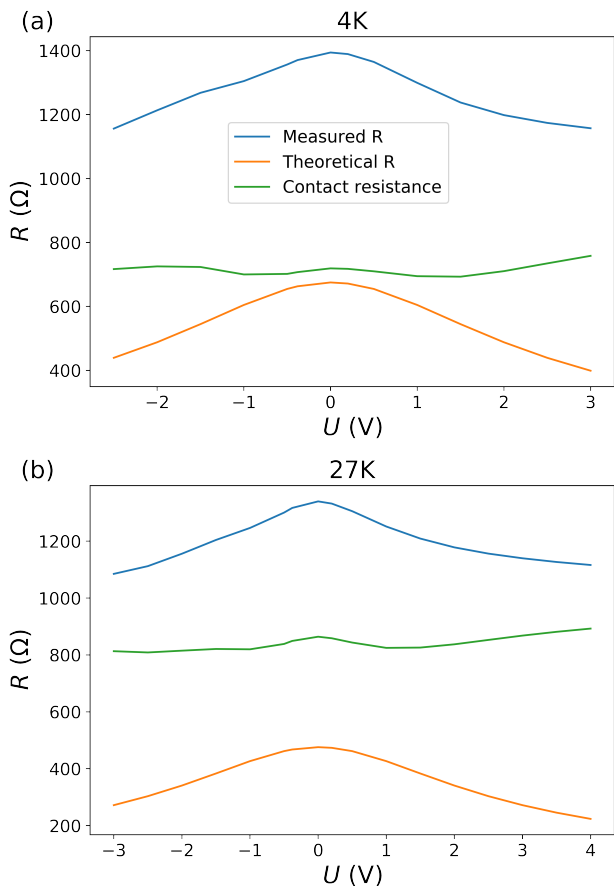 (a)
4K
1400
1200
1000
800
600
400
R (Ω)
Measured R
Theoretical R
Contact resistance
−2
−1
0
1
2
3
U (V)
(b)
27K
1200
1000
800
600
400
200
R (Ω)
−3
−2
−1
0
1
2
3
4
U (V)